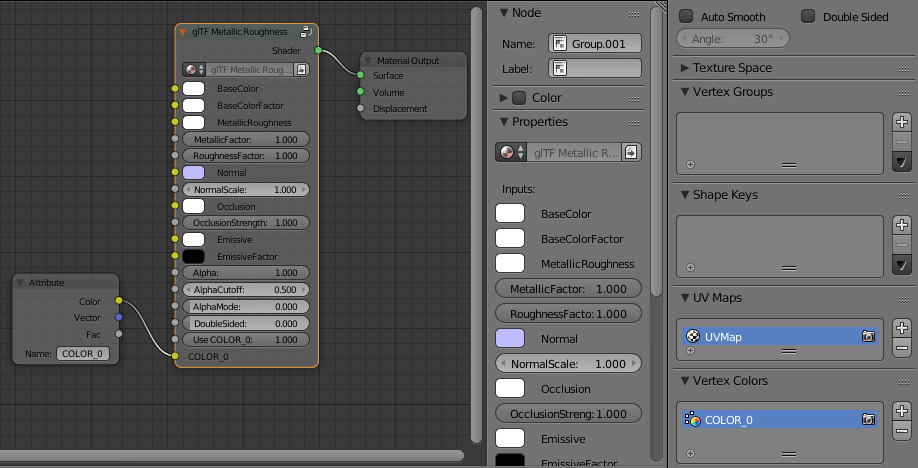 glTF Metallic Roughness
Shader
glTF Metallic Roug...
BaseColor
BaseColorFactor
MetallicRoughness
MetallicFactor: 1.000
RoughnessFactor: 1.000
Normal
NormalScale: 1.000
Occlusion
OcclusionStrength: 1.000
Emissive
EmissiveFactor
Alpha: 1.000
AlphaCutoff: 0.500
AlphaMode: 0.000
DoubleSided: 0.000
Use COLOR_0: 1.000
COLOR_0
Material Output
Surface
Volume
Displacement
Attribute
Color
Vector
Fac
Name: COLOR_0
Node
Name: Group.001
Label:
Color
Properties
glTF Metallic R...
Inputs:
BaseColor
BaseColorFactor
MetallicRoughness
MetallicFactor: 1.000
RoughnessFacto: 1.000
Normal
NormalScale: 1.000
Occlusion
OcclusionStreng: 1.000
Emissive
EmissiveFactor
Auto Smooth
Double Sided
Angle: 30°
Texture Space
Vertex Groups
Shape Keys
UV Maps
UVMap
Vertex Colors
COLOR_0